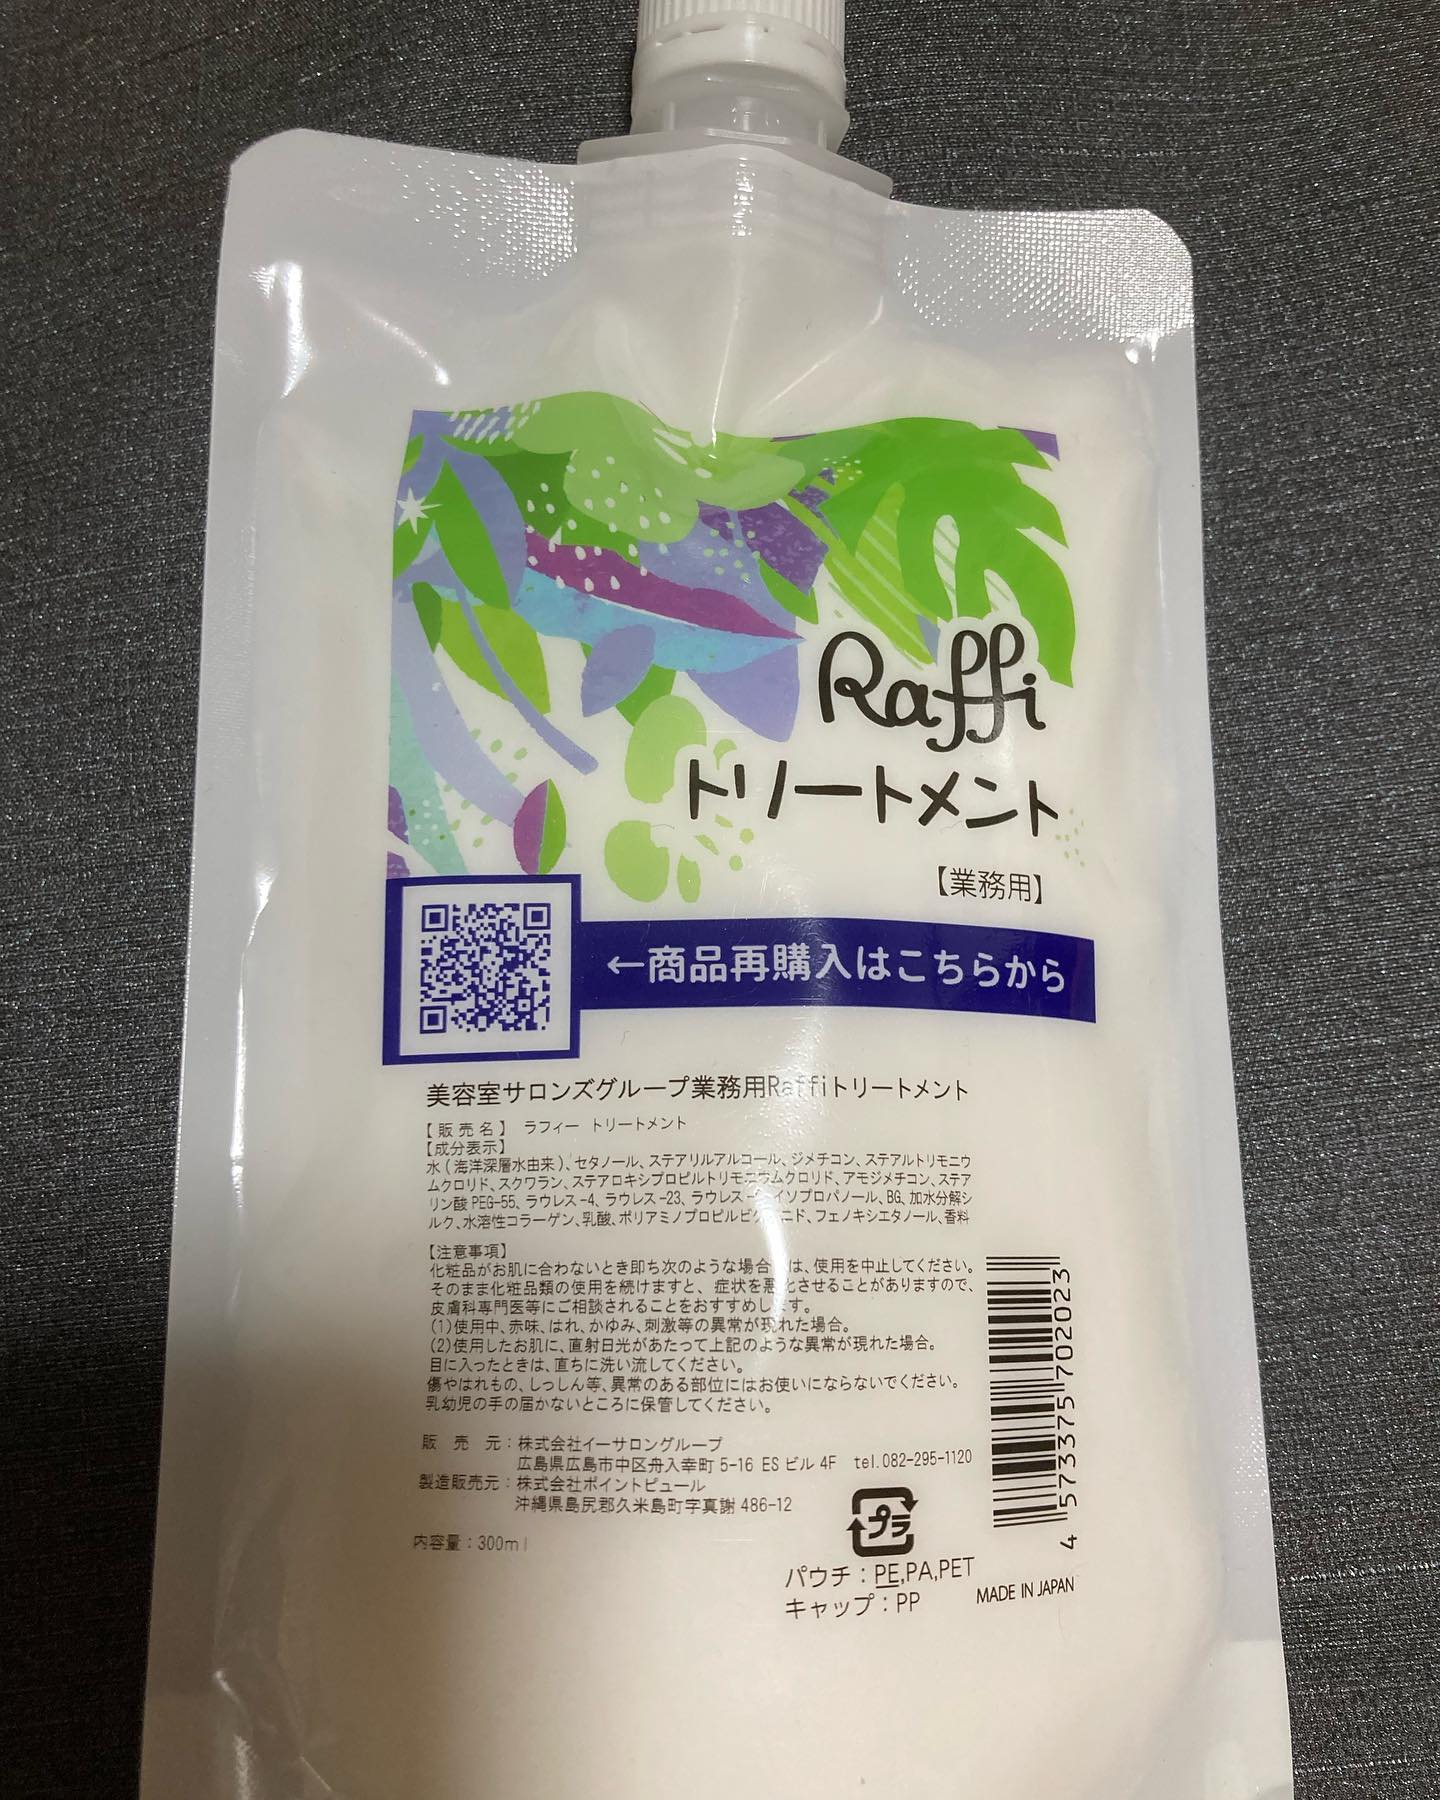 Raffi
トリートメント
【業務用】
←商品再購入はこちらから
美容室サロンズグループ業務用Raffiトリートメント
【販売名】 ラフィー トリートメント
【成分表示】
水(海洋深層水由来)、セタノール、ステアリルアルコール、ジメチコン、ステアルトリモニウ
ムクロリド、スクワラン、ステアロキシプロピルトリモニウムクロリド、アモジメチコン、ステア
リン酸PEG-55、ラウレス-4、ラウレス-23、ラウレス- イソプロパノール、BG、加水分解シ
ルク、水溶性コラーゲン、乳酸、ポリアミノプロピルビグアニド、フェノキシエタノール、香料
【注意事項】
化粧品がお肌に合わないとき即ち次のような場合には、使用を中止してください。
そのまま化粧品類の使用を続けますと、症状を悪化させることがありますので、
皮膚科専門医等にご相談されることをおすすめします。
(1)使用中、赤味、はれ、かゆみ、刺激等の異常が現れた場合。
(2)使用したお肌に、直射日光があたって上記のような異常が現れた場合。
目に入ったときは、直ちに洗い流してください。
傷やはれもの、しっしん等、異常のある部位にはお使いにならないでください。
乳幼児の手の届かないところに保管してください。
販売元:株式会社イーサロングループ
広島県広島市中区舟入幸町5-16 ESビル4F tel.082-295-1120
製造販売元:株式会社ポイントピュール
沖縄県島尻郡久米島町字真謝486-12
内容量:300ml
プラ
パウチ:PE,PA,PET
キャップ:PP
MADE IN JAPAN
4 573375 702023